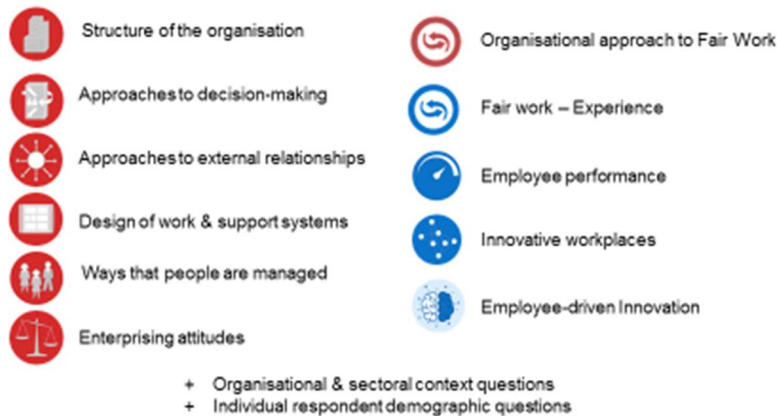 Structure of the organisation
Approaches to decision-making
Approaches to external relationships
Design of work & support systems
Ways that people are managed
Enterprising attitudes
Organisational approach to Fair Work
Fair work – Experience
Employee performance
Innovative workplaces
Employee-driven Innovation
+ Organisational & sectoral context questions
+ Individual respondent demographic questions